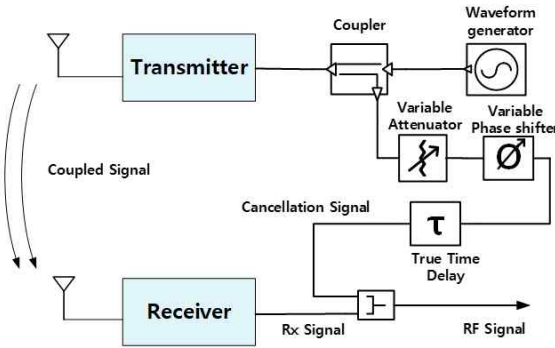 Coupler
Waveform
generator
Transmitter
Variable
Attenuator
Variable
Phase shifter
Ø
Coupled Signal
Cancellation Signal
τ
True Time
Delay
Receiver
Rx Signal
RF Signal